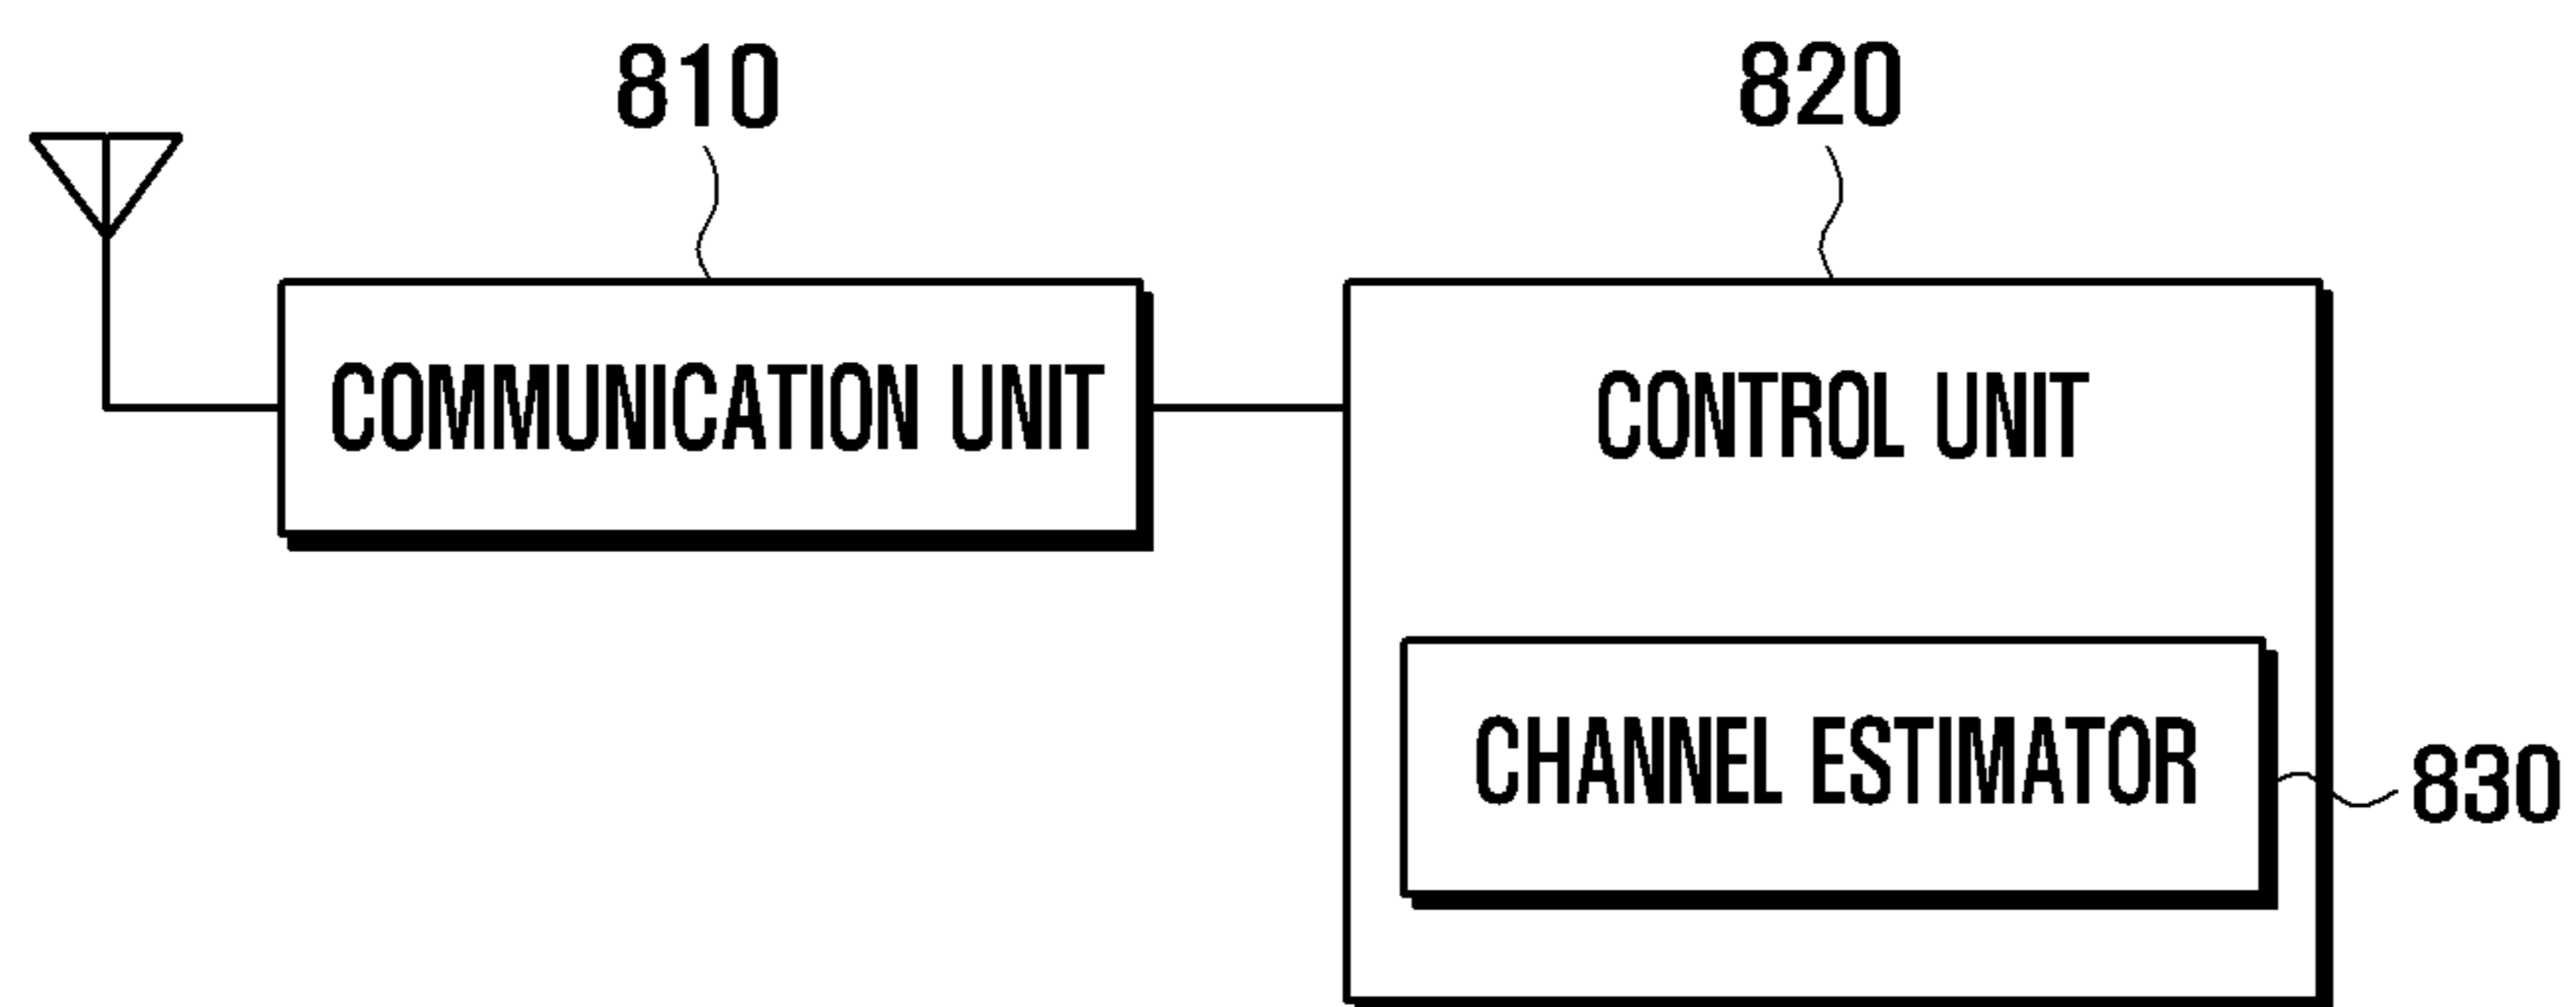 810
820
COMMUNICATION UNIT
CONTROL UNIT
CHANNEL ESTIMATOR
830